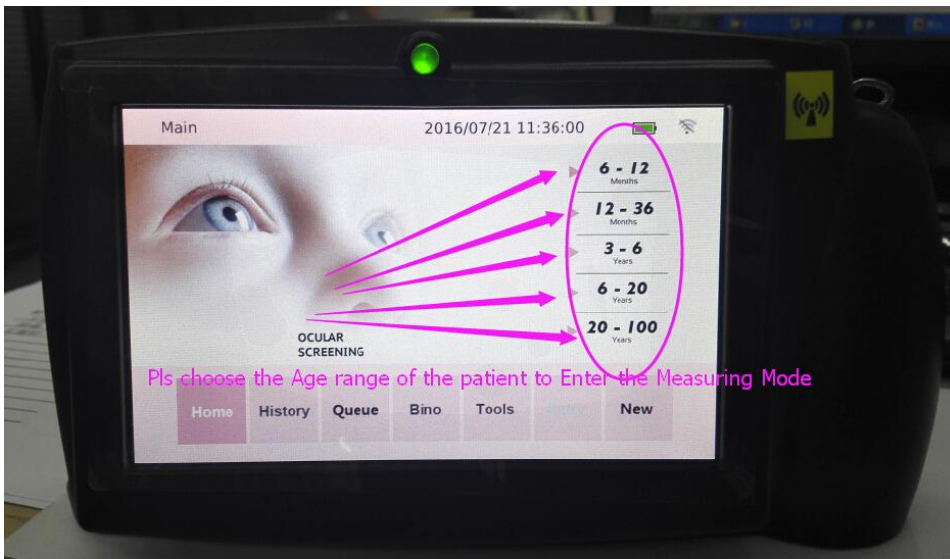 Main 2016/07/21 11:36:00
6 - 12
Months
12 - 36
Months
3 - 6
Years
6 - 20
Years
20 - 100
Years
OCULAR
SCREENING
Pls choose the Age range of the patient to Enter the Measuring Mode
Home History Queue Bino Tools New